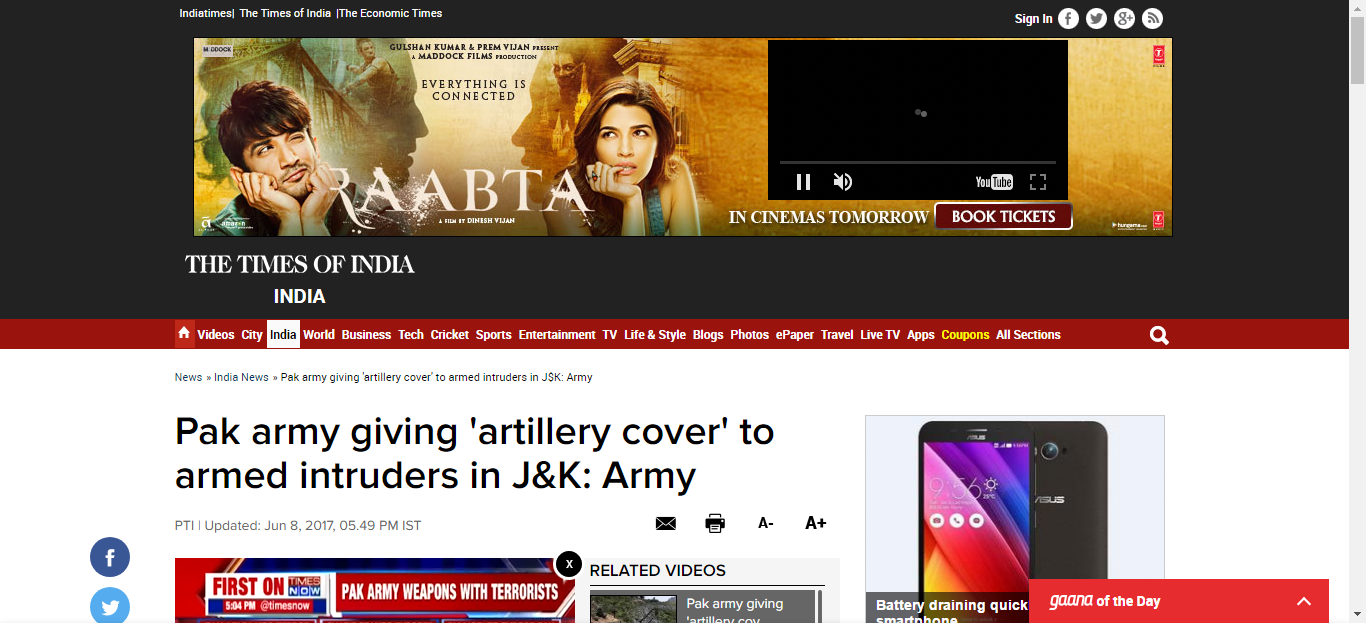 Indiatimes| The Times of India |The Economic Times
Sign In
MADDOCK
GULSHAN KUMAR & PREM VIJAN PRESENT
A MADDOCK FILMS PRODUCTION
EVERYTHING IS
CONNECTED
RAABTA
A FILM BY DINESH VIJAN
YouTube
IN CINEMAS TOMORROW BOOK TICKETS
hungama.com
THE TIMES OF INDIA
INDIA
Videos City India World Business Tech Cricket Sports Entertainment TV Life & Style Blogs Photos ePaper Travel Live TV Apps Coupons All Sections
News » India News » Pak army giving 'artillery cover' to armed intruders in J$K: Army
Pak army giving 'artillery cover' to
armed intruders in J&K: Army
PTI | Updated: Jun 8, 2017, 05.49 PM IST
A- A+
FIRST ON TIMES NOW
5:04 PM @timesnow
PAK ARMY WEAPONS WITH TERRORISTS
X
RELATED VIDEOS
Pak army giving
'artillery cov
ASUS
9:56
ASUS
Battery draining quick
smartphone
gaana of the Day